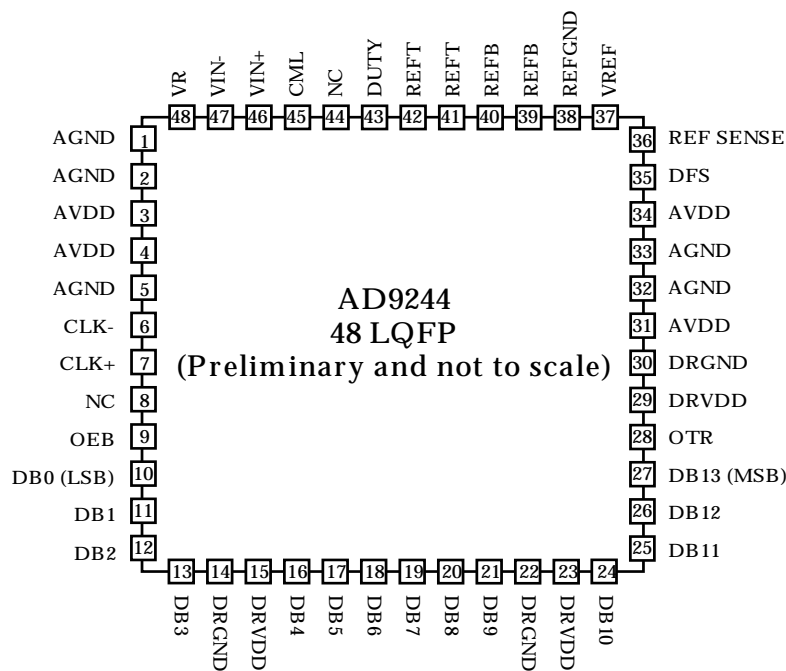 VR
VIN-
VIN+
CML
NC
DUTY
REFT
REFT
REFB
REFB
REFGND
VREF
48
47
46
45
44
43
42
41
40
39
38
37
AGND 1
AGND 2
AVDD 3
AVDD 4
AGND 5
CLK- 6
CLK+ 7
NC 8
OEB 9
DB0 (LSB) 10
DB1 11
DB2 12
AD9244
48 LQFP
(Preliminary and not to scale)
36 REF SENSE
35 DFS
34 AVDD
33 AGND
32 AGND
31 AVDD
30 DRGND
29 DRVDD
28 OTR
27 DB13 (MSB)
26 DB12
25 DB11
13
14
15
16
17
18
19
20
21
22
23
24
DB3
DRGND
DRVDD
DB4
DB5
DB6
DB7
DB8
DB9
DRGND
DRVDD
DB10